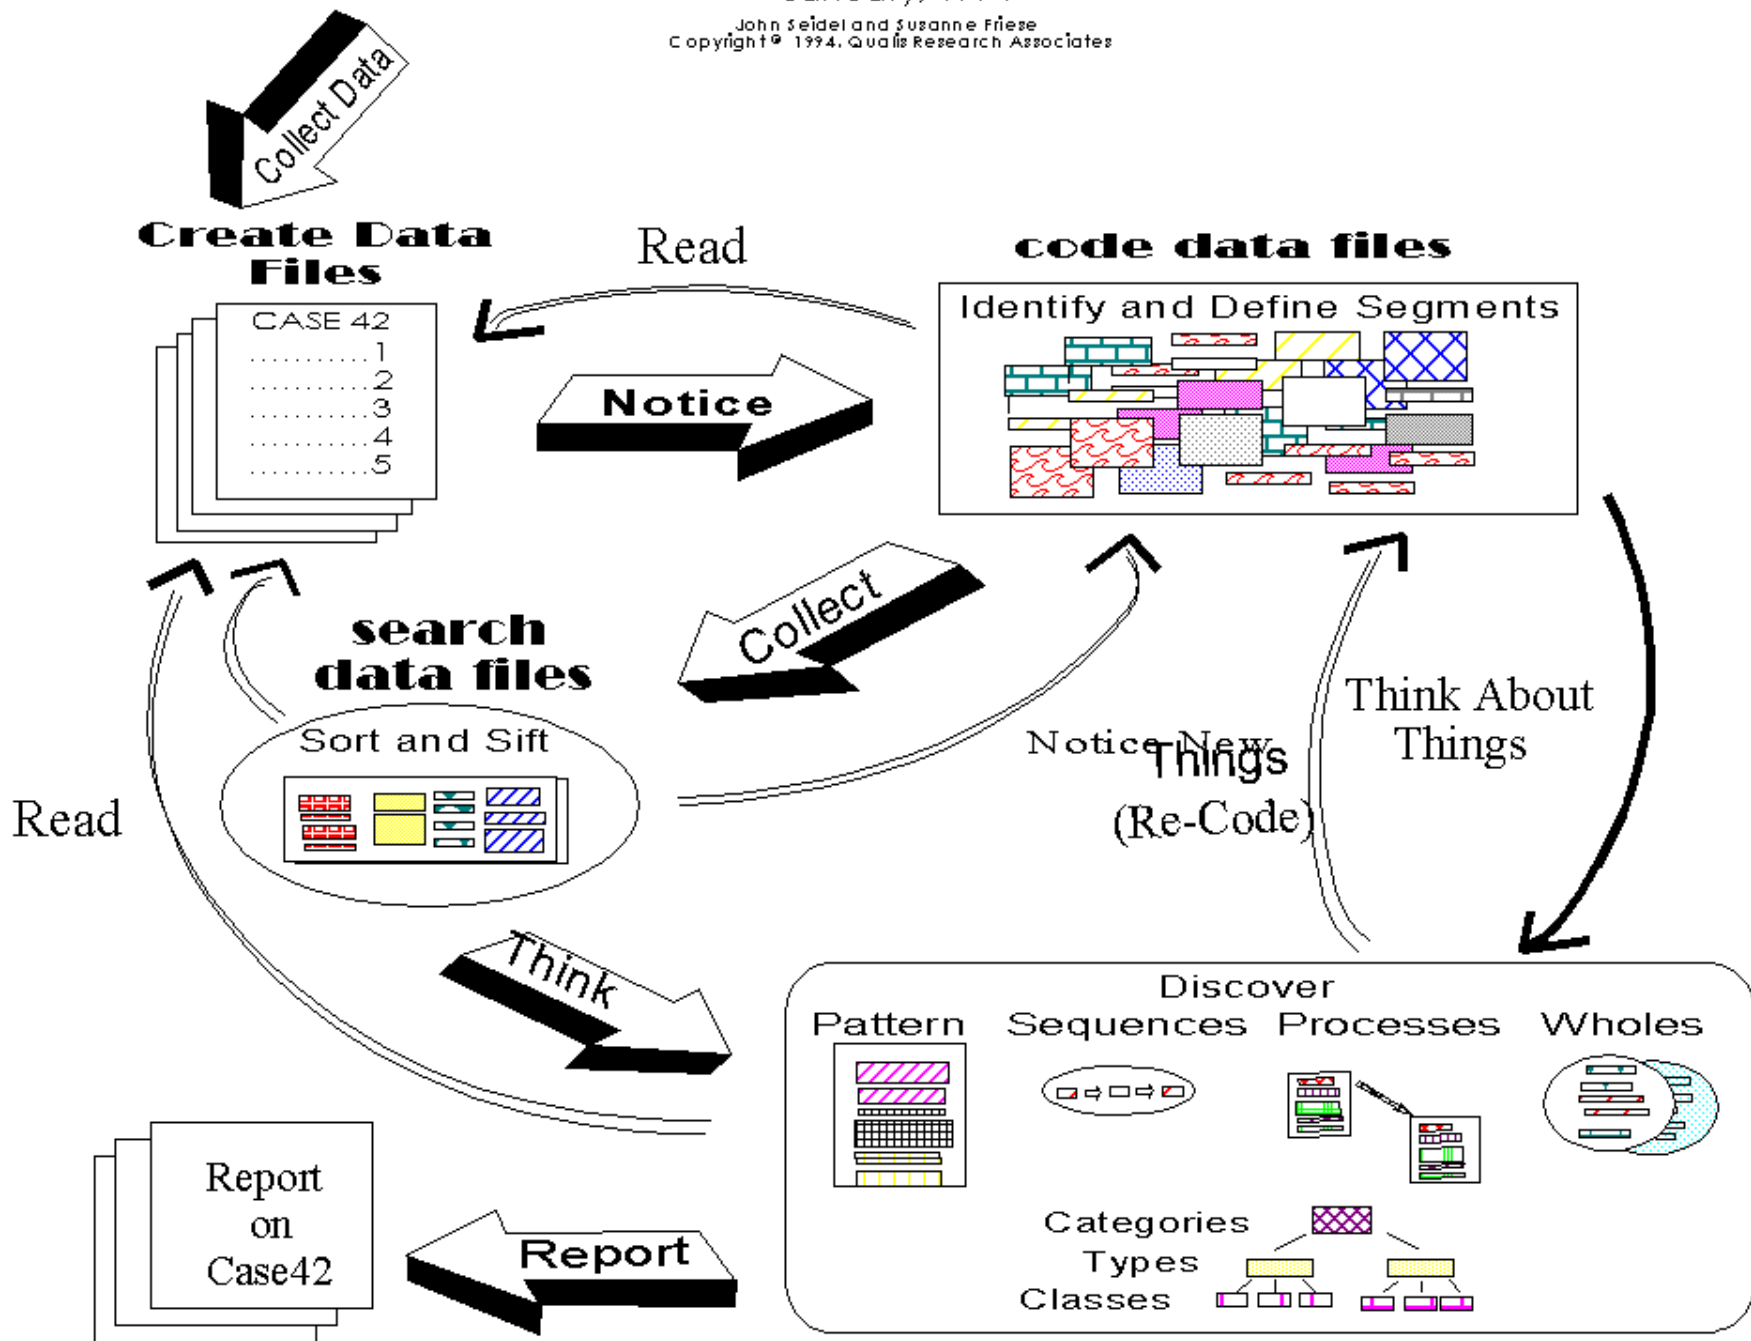 John Seidel and Susanne Friese
Copyright© 1994. Qualis Research Associates
Collect Data
Create Data
Files
CASE 42
..........1
..........2
..........3
..........4
..........5
Read
Notice
code data files
Identify and Define Segments
Collect
search
data files
Sort and Sift
Read
Notice New
Things
(Re-Code)
Think About
Things
Think
Discover
Pattern
Sequences
Processes
Wholes
Categories
Types
Classes
Report
Report
on
Case42